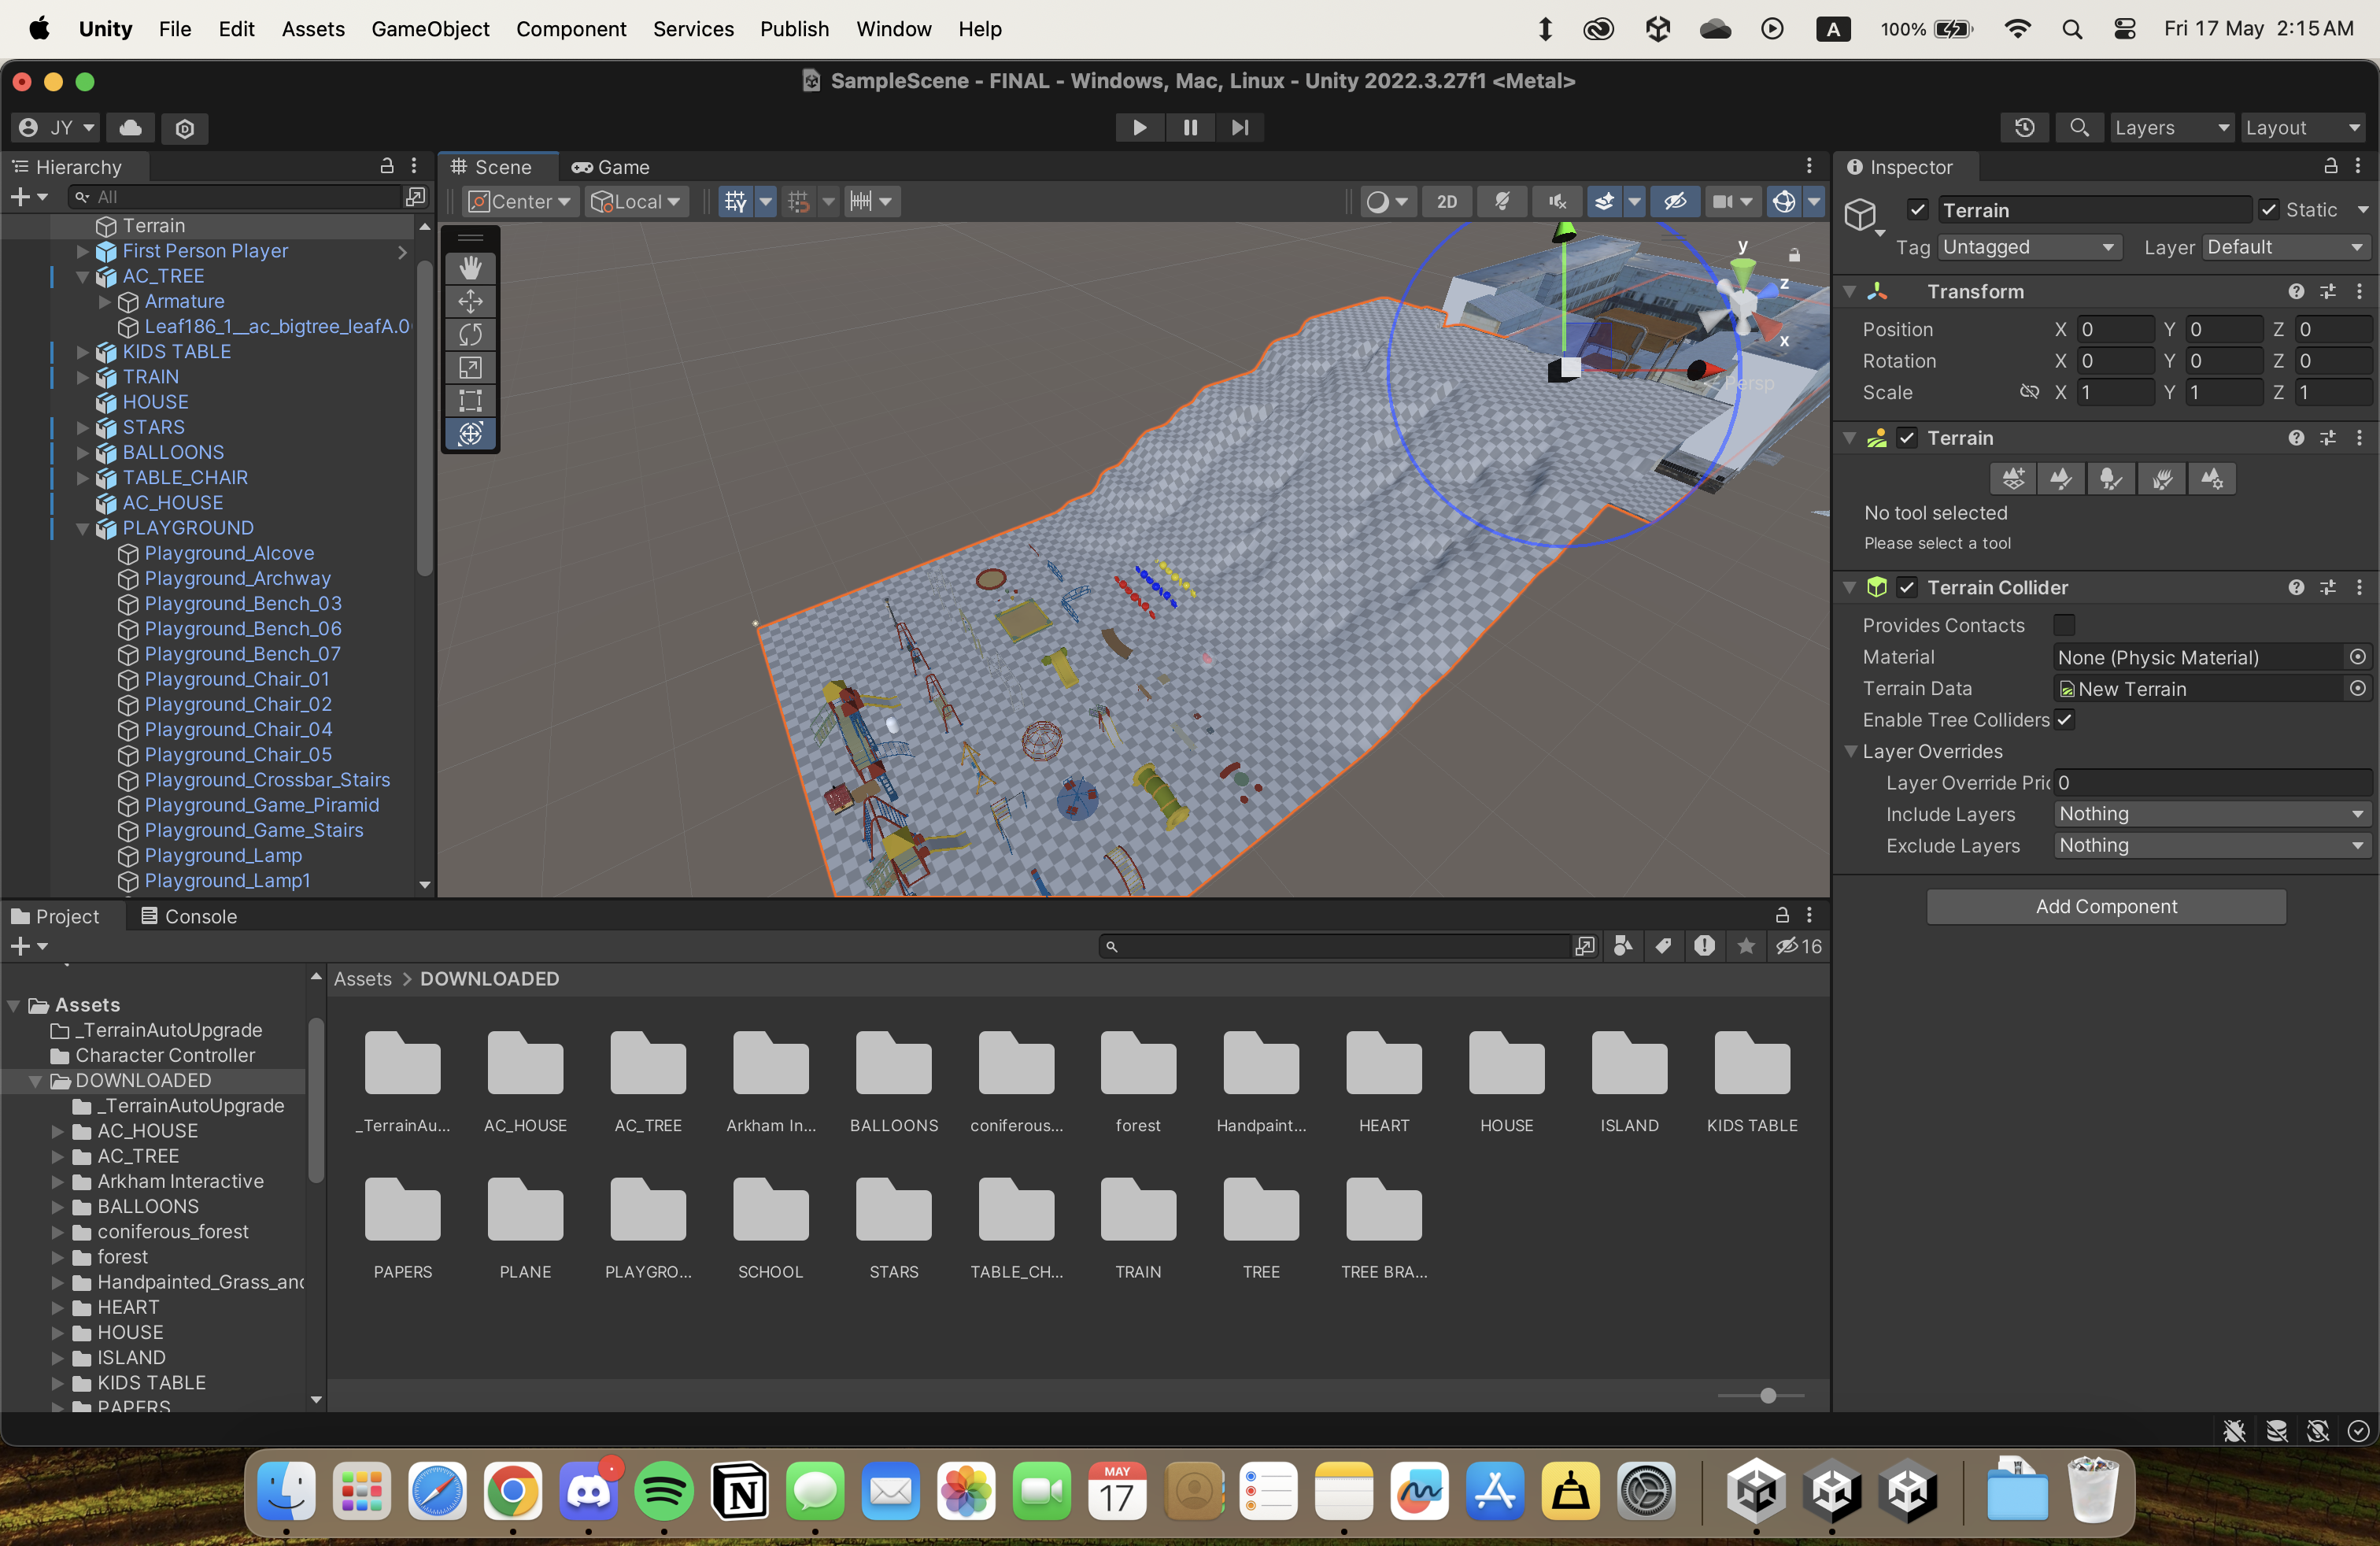 Unity File Edit Assets GameObject Component Services Publish Window Help A 100% Fri 17 May 2:15 AM
SampleScene - FINAL - Windows, Mac, Linux - Unity 2022.3.27f1 <Metal>
JY Layers Layout
Hierarchy
All
Terrain
First Person Player
AC_TREE
Armature
Leaf186_1__ac_bigtree_leafA.0
KIDS TABLE
TRAIN
HOUSE
STARS
BALLOONS
TABLE_CHAIR
AC_HOUSE
PLAYGROUND
Playground_Alcove
Playground_Archway
Playground_Bench_03
Playground_Bench_06
Playground_Bench_07
Playground_Chair_01
Playground_Chair_02
Playground_Chair_04
Playground_Chair_05
Playground_Crossbar_Stairs
Playground_Game_Piramid
Playground_Game_Stairs
Playground_Lamp
Playground_Lamp1
Scene Game
Center Local 2D
y
z
x
Persp
Inspector
Terrain Static
Tag Untagged Layer Default
Transform
Position X 0 Y 0 Z 0
Rotation X 0 Y 0 Z 0
Scale X 1 Y 1 Z 1
Terrain
No tool selected
Please select a tool
Terrain Collider
Provides Contacts
Material None (Physic Material)
Terrain Data New Terrain
Enable Tree Colliders
Layer Overrides
Layer Override Pri 0
Include Layers Nothing
Exclude Layers Nothing
Add Component
Project Console
16
Assets
_TerrainAutoUpgrade
Character Controller
DOWNLOADED
_TerrainAutoUpgrade
AC_HOUSE
AC_TREE
Arkham Interactive
BALLOONS
coniferous_forest
forest
Handpainted_Grass_anc
HEART
HOUSE
ISLAND
KIDS TABLE
PAPERS
Assets > DOWNLOADED
_TerrainAu... AC_HOUSE AC_TREE Arkham In... BALLOONS coniferous... forest Handpaint... HEART HOUSE ISLAND KIDS TABLE
PAPERS PLANE PLAYGRO... SCHOOL STARS TABLE_CH... TRAIN TREE TREE BRA...
MAY
17